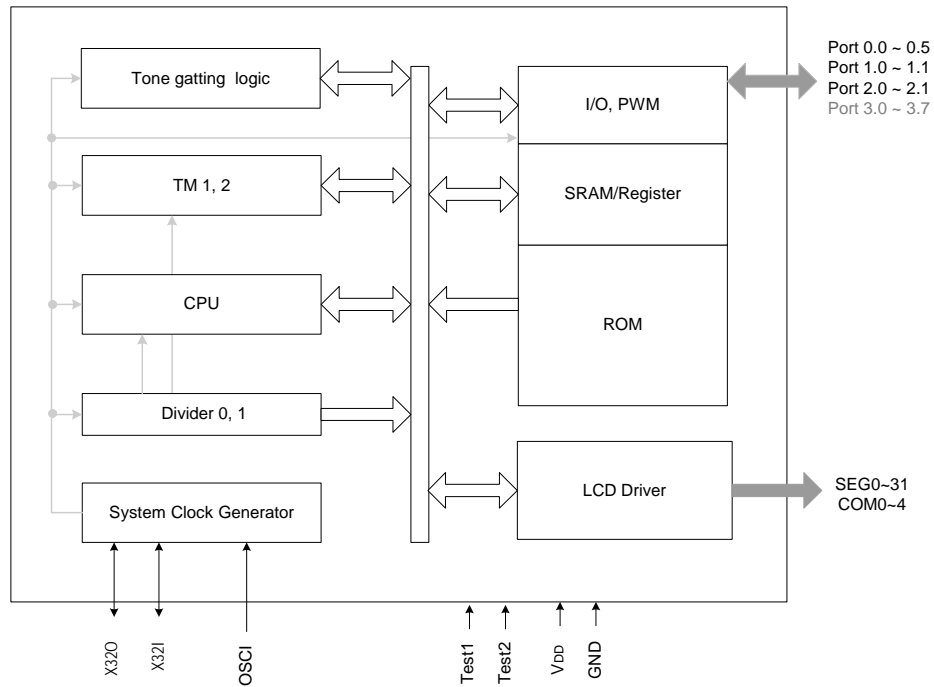 Tone gatting logic
TM 1, 2
CPU
Divider 0, 1
System Clock Generator
I/O, PWM
SRAM/Register
ROM
LCD Driver
Port 0.0 ~ 0.5
Port 1.0 ~ 1.1
Port 2.0 ~ 2.1
Port 3.0 ~ 3.7
SEG0~31
COM0~4
X32O
X32I
OSCI
Test1
Test2
VDD
GND